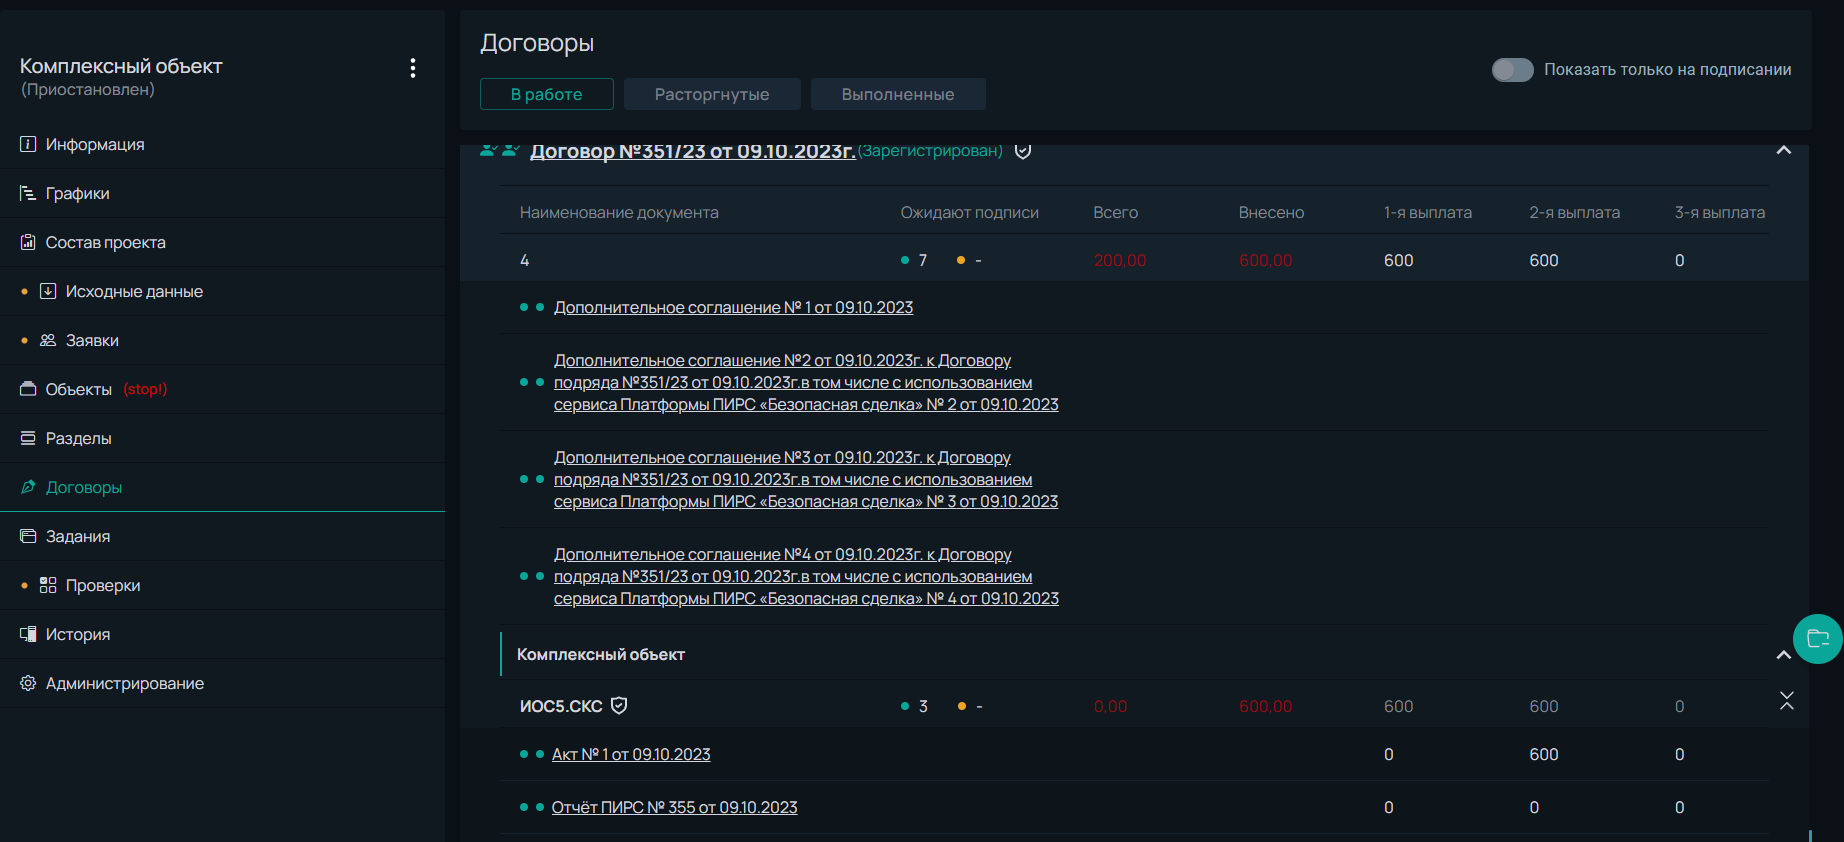 Комплексный объект
(Приостановлен)
Информация
Графики
Состав проекта
Исходные данные
Заявки
Объекты (stop!)
Разделы
Договоры
Задания
Проверки
История
Администрирование
Договоры
В работе Расторгнутые Выполненные
Показать только на подписании
Договор №351/23 от 09.10.2023г. (Зарегистрирован)
Наименование документа Ожидают подписи Всего Внесено 1-я выплата 2-я выплата 3-я выплата
4 7 - 200,00 600,00 600 600 0
Дополнительное соглашение № 1 от 09.10.2023
Дополнительное соглашение №2 от 09.10.2023г. к Договору
подряда №351/23 от 09.10.2023г.в том числе с использованием
сервиса Платформы ПИРС «Безопасная сделка» № 2 от 09.10.2023
Дополнительное соглашение №3 от 09.10.2023г. к Договору
подряда №351/23 от 09.10.2023г.в том числе с использованием
сервиса Платформы ПИРС «Безопасная сделка» № 3 от 09.10.2023
Дополнительное соглашение №4 от 09.10.2023г. к Договору
подряда №351/23 от 09.10.2023г.в том числе с использованием
сервиса Платформы ПИРС «Безопасная сделка» № 4 от 09.10.2023
Комплексный объект
ИОС5.СКС 3 - 0,00 600,00 600 600 0
Акт № 1 от 09.10.2023 0 600 0
Отчёт ПИРС № 355 от 09.10.2023 0 0 0